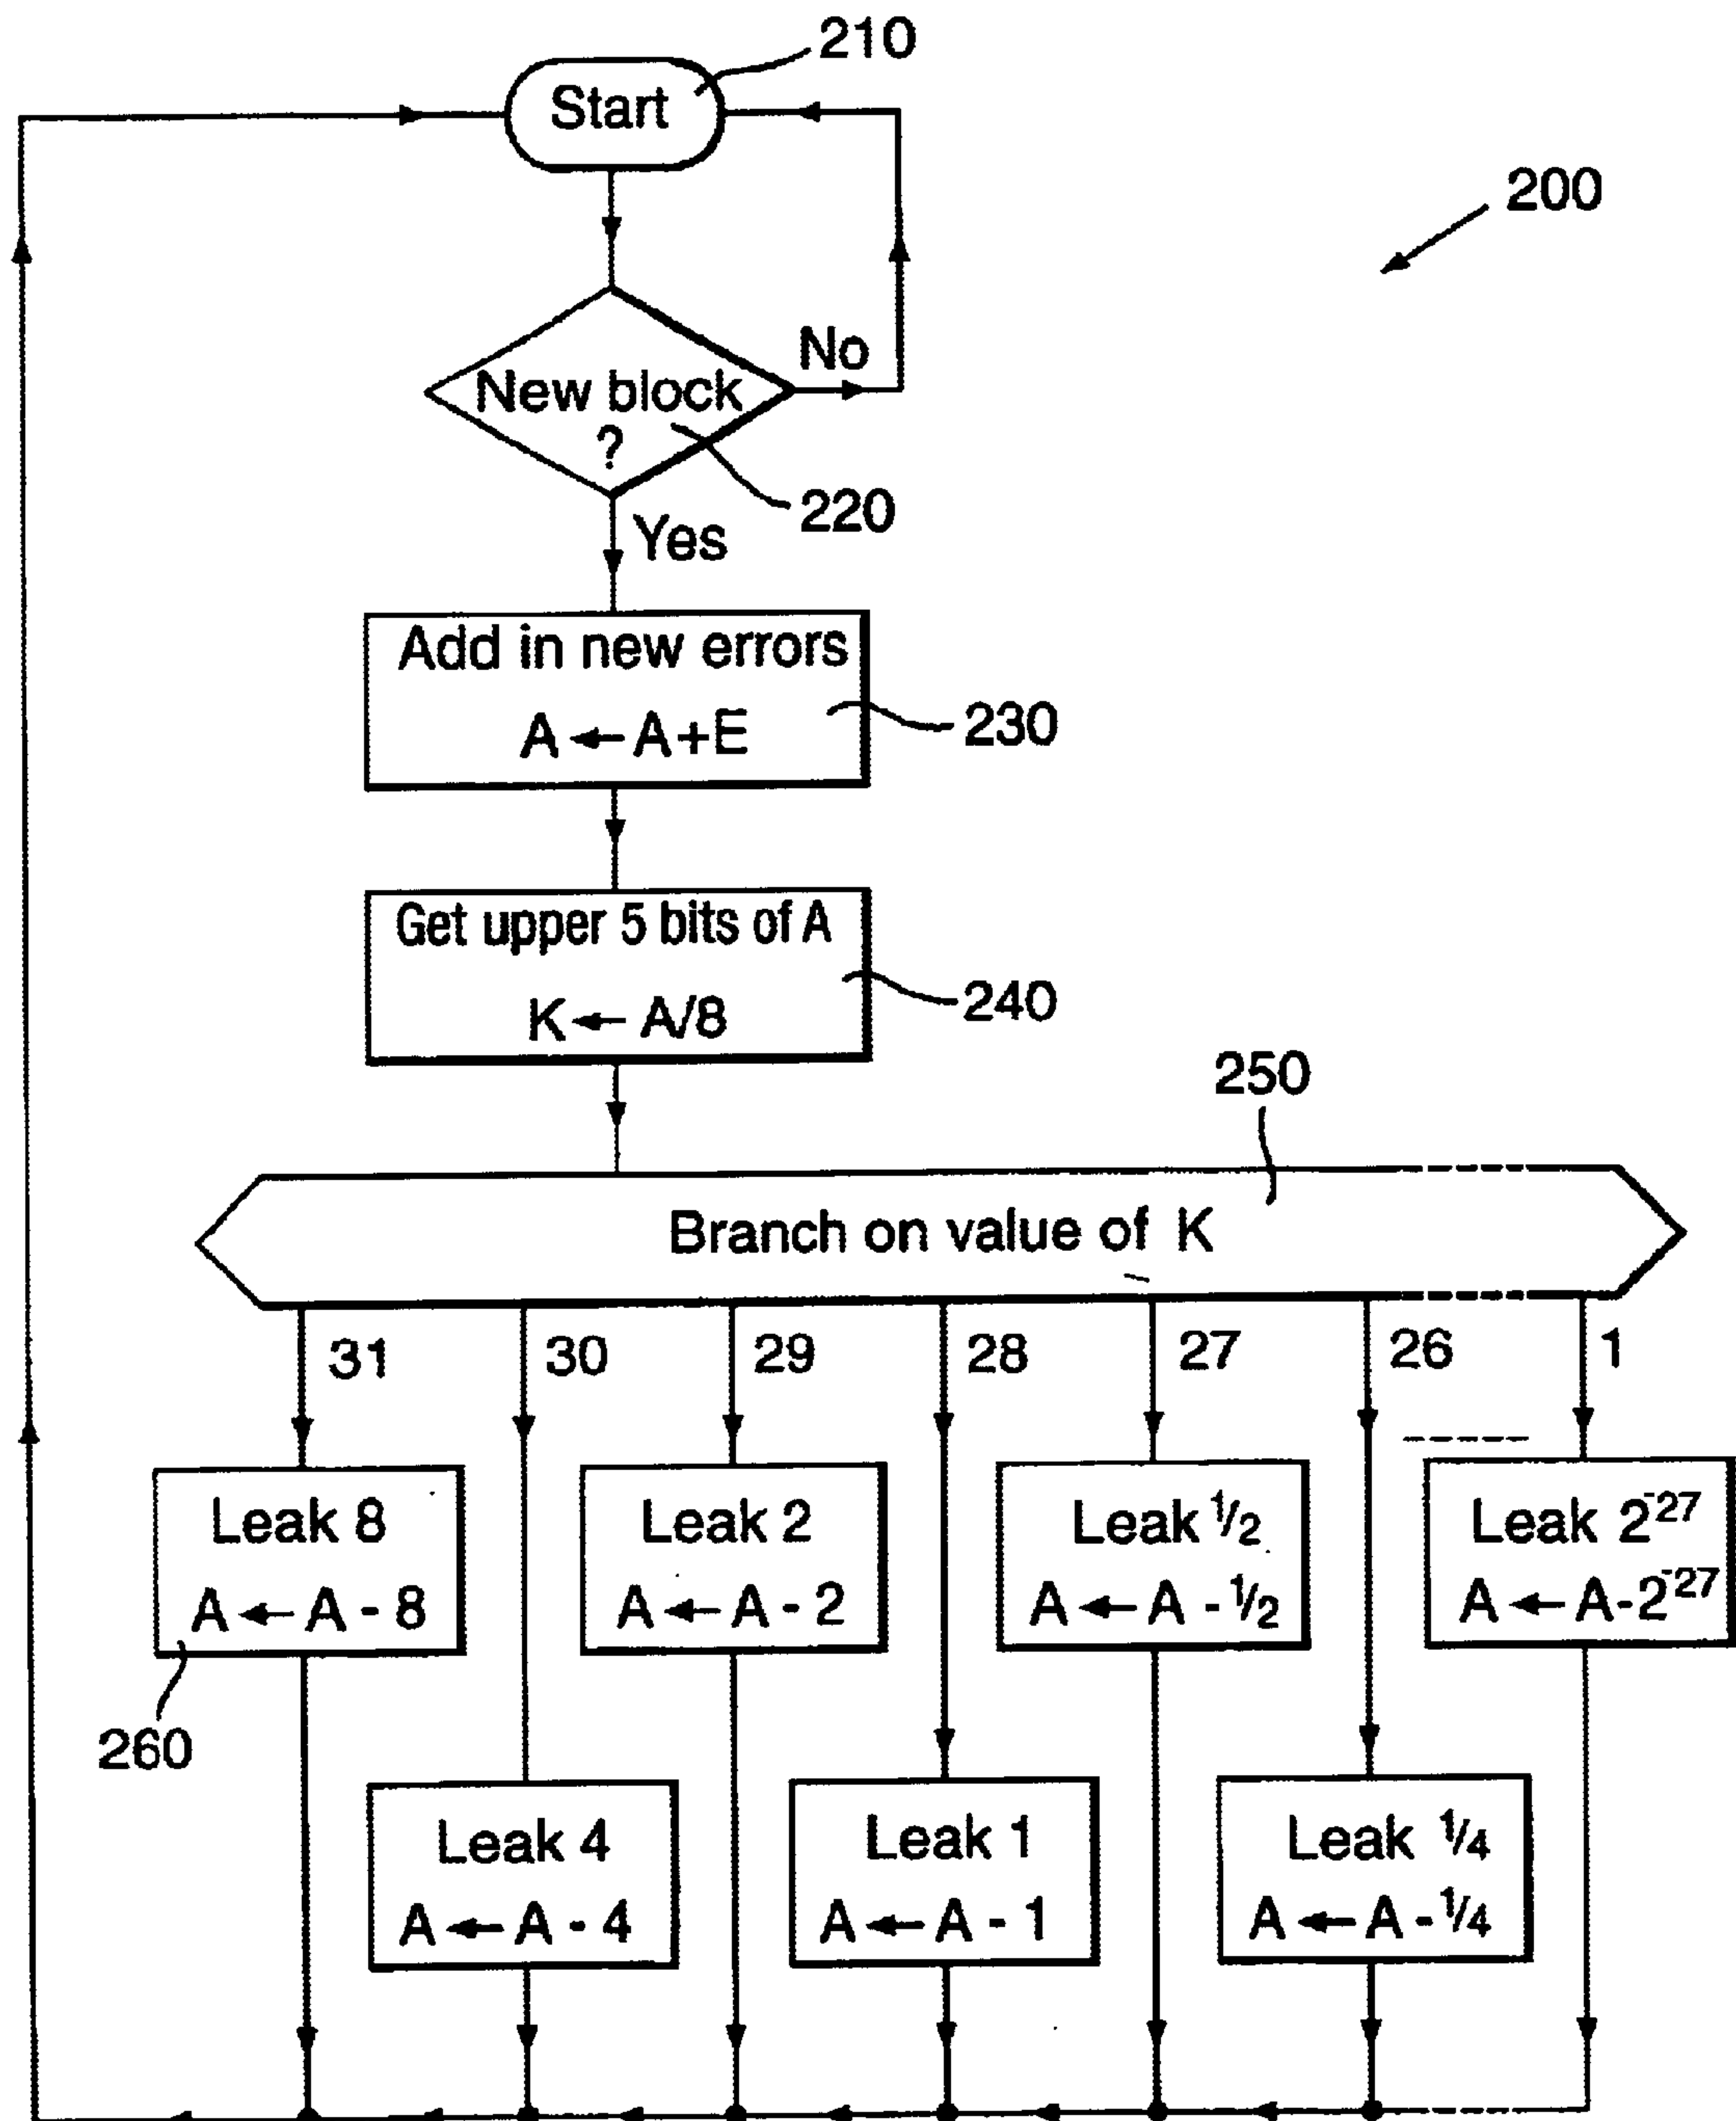 210
Start
200
No
New block
?
220
Yes
Add in new errors
A ← A+E
230
Get upper 5 bits of A
K ← A/8
240
250
Branch on value of K
31
30
29
28
27
26
1
Leak 8
A ← A - 8
Leak 2
A ← A - 2
Leak ½
A ← A - ½
Leak 2⁻²⁷
A ← A-2⁻²⁷
260
Leak 4
A ← A - 4
Leak 1
A ← A - 1
Leak ¼
A ← A - ¼